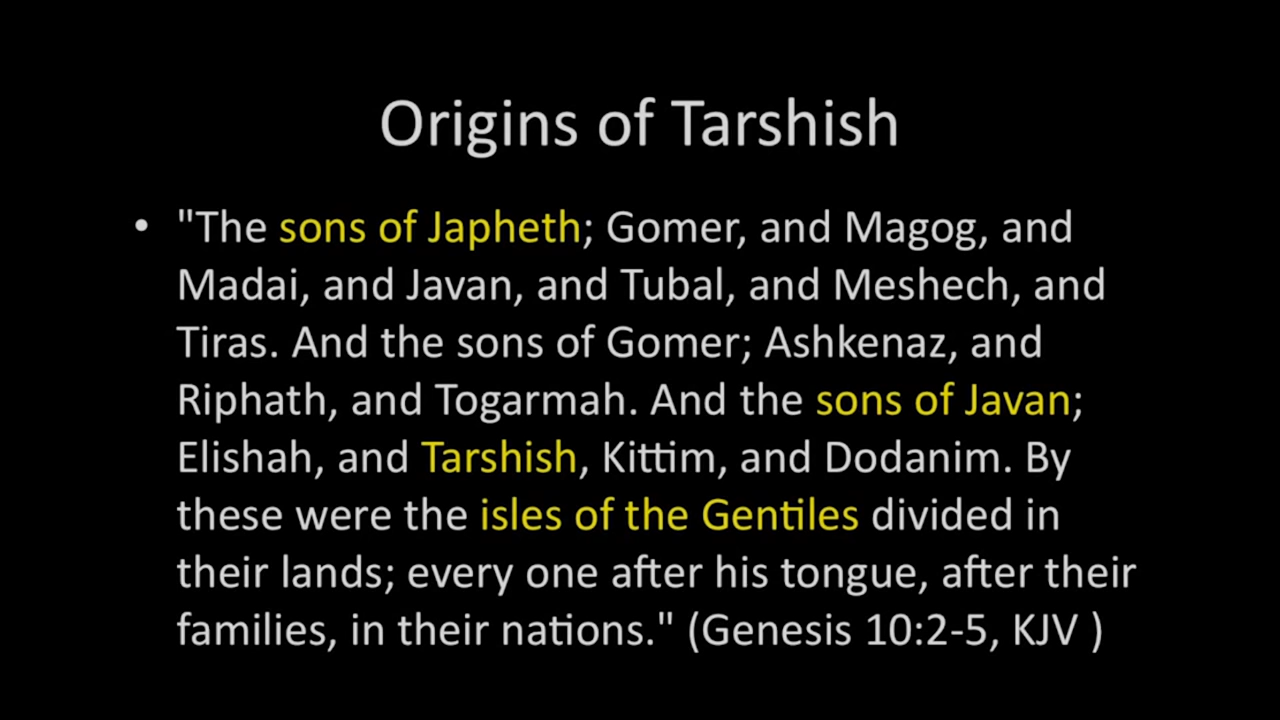 Origins of Tarshish
• "The sons of Japheth; Gomer, and Magog, and
Madai, and Javan, and Tubal, and Meshech, and
Tiras. And the sons of Gomer; Ashkenaz, and
Riphath, and Togarmah. And the sons of Javan;
Elishah, and Tarshish, Kittim, and Dodanim. By
these were the isles of the Gentiles divided in
their lands; every one after his tongue, after their
families, in their nations." (Genesis 10:2-5, KJV )